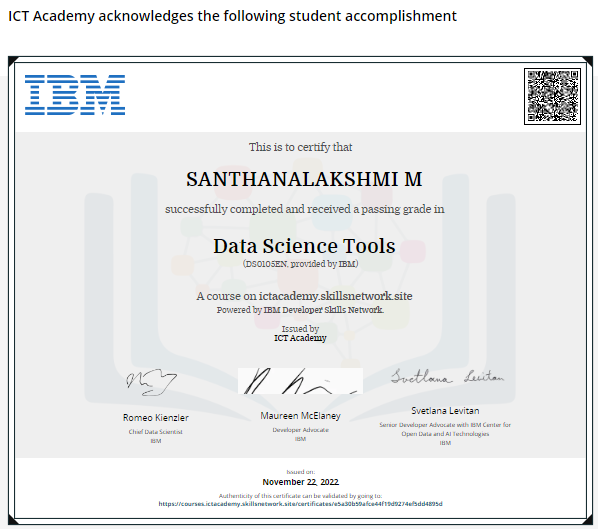 ICT Academy acknowledges the following student accomplishment
IBM
This is to certify that
SANTHANALAKSHMI M
successfully completed and received a passing grade in
Data Science Tools
(DS0105EN, provided by IBM)
A course on ictacademy.skillsnetwork.site
Powered by IBM Developer Skills Network.
Issued by
ICT Academy
Svetlana Levitan
Romeo Kienzler
Chief Data Scientist
IBM
Maureen McElaney
Developer Advocate
IBM
Svetlana Levitan
Senior Developer Advocate with IBM Center for
Open Data and AI Technologies
IBM
Issued on:
November 22, 2022
Authenticity of this certificate can be validated by going to:
https://courses.ictacademy.skillsnetwork.site/certificates/e5a30b59afce44f19d9274ef5dd4895d